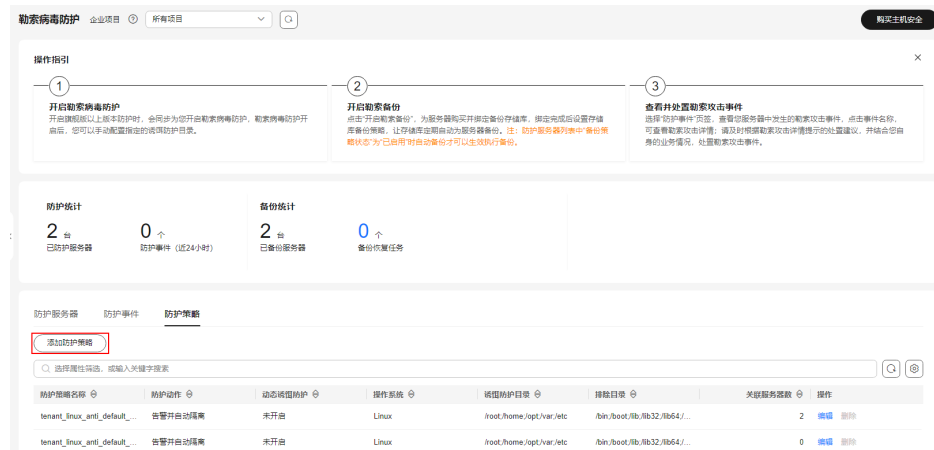 勒索病毒防护 企业项目 ? 所有项目
购买主机安全
操作指引
1
2
3
开启勒索病毒防护
开启旗舰版以上版本防护时，会同步为您开启勒索病毒防护，勒索病毒防护开
启后，您可以手动配置指定的诱饵防护目录。
开启勒索备份
点击“开启勒索备份”，为服务器购买并绑定备份存储库，绑定完成后设置存储
库备份策略，让存储库定期自动为服务器备份。注：防护服务器列表中“备份策
略状态”为“已启用”时自动备份才可以生效执行备份。
查看并处置勒索攻击事件
选择“防护事件”页签，查看您服务器中发生的勒索攻击事件，点击事件名称，
可查看勒索攻击详情；请及时根据勒索攻击详情提示的处置建议，并结合您自
身的业务情况，处置勒索攻击事件。
防护统计
2 台
已防护服务器
0 个
防护事件（近24小时）
备份统计
2 台
已备份服务器
0 个
备份恢复任务
防护服务器 防护事件 防护策略
添加防护策略
选择属性筛选，或输入关键字搜索
防护策略名称 防护动作 动态诱饵防护 操作系统 诱饵防护目录 排除目录 关联服务器数 操作
tenant_linux_anti_default_... 告警并自动隔离 未开启 Linux /root;/home;/opt;/var;/etc /bin;/boot;/lib;/lib32;/lib64;/... 2 编辑 删除
tenant_linux_anti_default_... 告警并自动隔离 未开启 Linux /root;/home;/opt;/var;/etc /bin;/boot;/lib;/lib32;/lib64;/... 0 编辑 删除